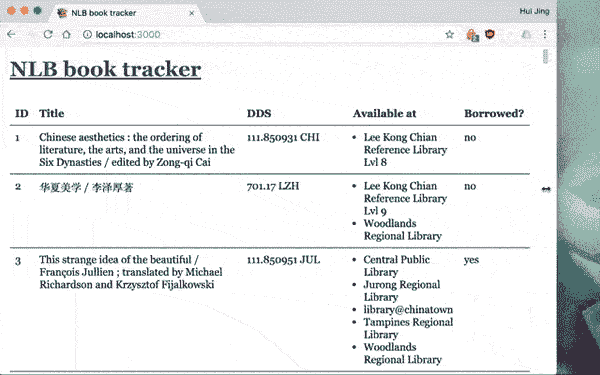 NLB book tracker
Hui Jing
localhost:3000
NLB book tracker
ID Title DDS Available at Borrowed?
1 Chinese aesthetics : the ordering of 111.850931 CHI • Lee Kong Chian no
literature, the arts, and the universe in the Reference Library
Six Dynasties / edited by Zong-qi Cai Lvl 8
2 华夏美学 / 李泽厚著 701.17 LZH • Lee Kong Chian no
Reference Library
Lvl 9
• Woodlands
Regional Library
3 This strange idea of the beautiful / 111.850951 JUL • Central Public yes
François Jullien ; translated by Michael Library
Richardson and Krzysztof Fijalkowski • Jurong Regional
Library
• library@chinatown
• Tampines Regional
Library
• Woodlands
Regional Library